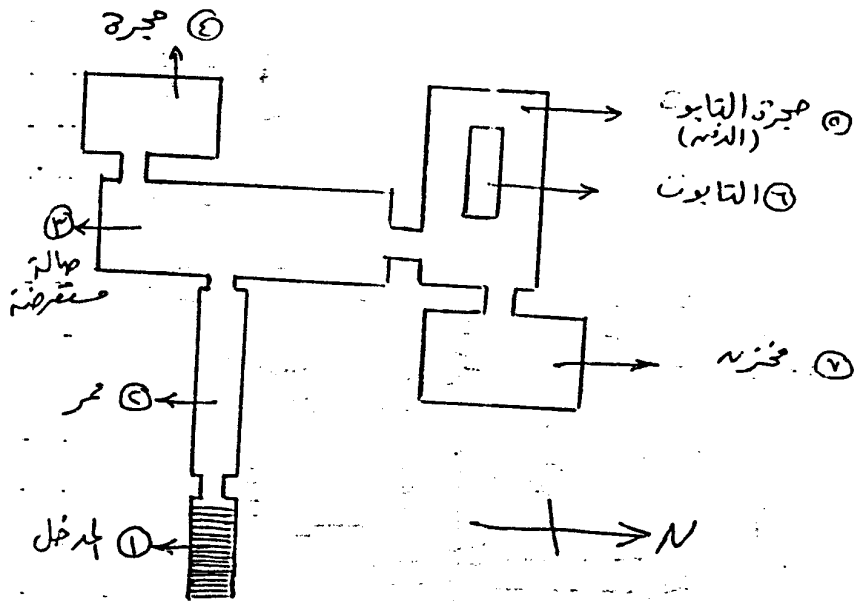 ④ حجرة
⑤ حجرة التابوت
(الدفن)
⑥ التابوت
③
صالة
مستعرضة
⑦ مخزن
② ممر
① المدخل
N